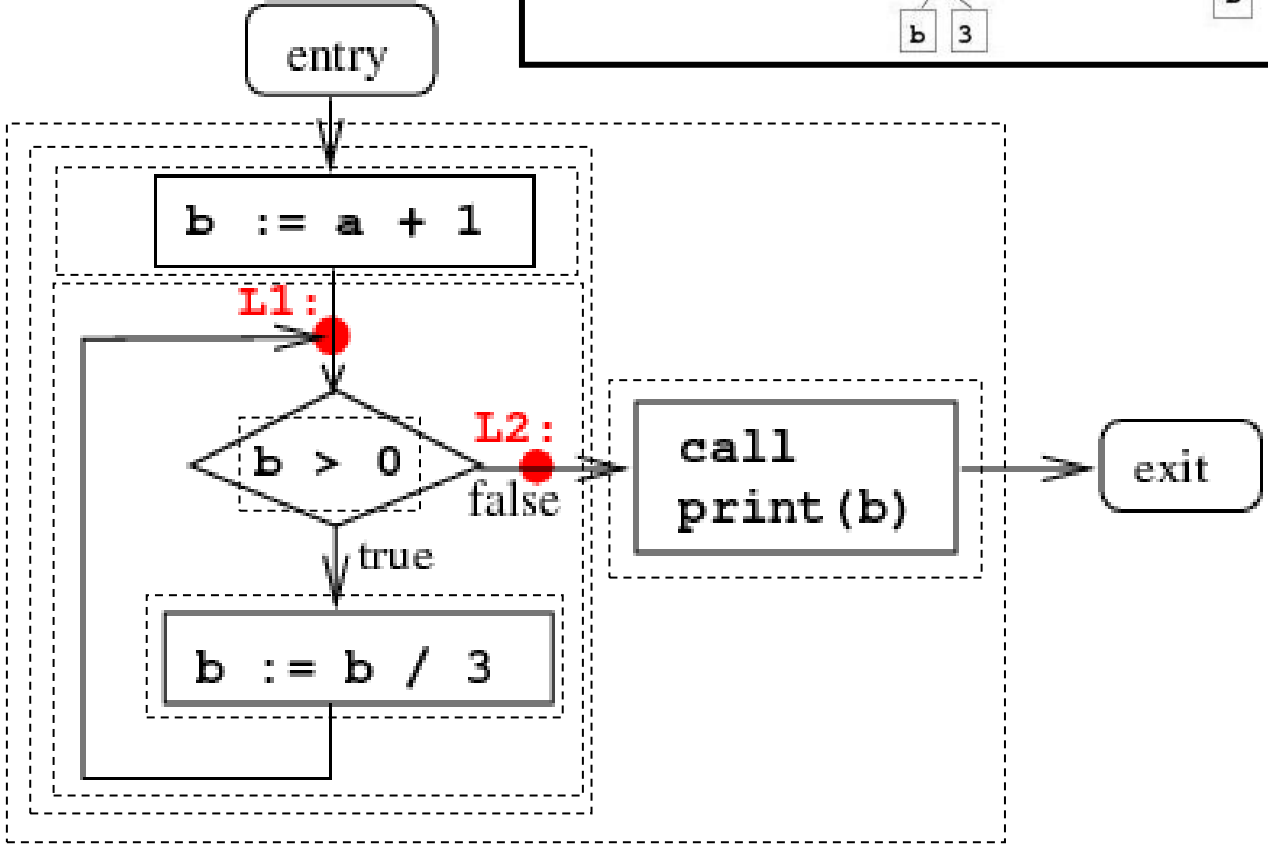 b 3
entry
b := a + 1
L1:
b > 0
L2:
false
call
print(b)
exit
true
b := b / 3